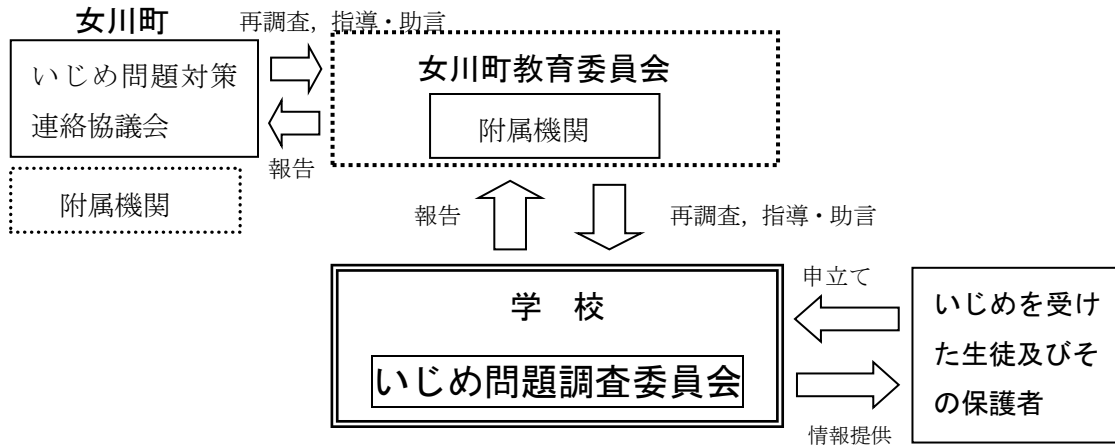 女川町
再調査，指導・助言
いじめ問題対策
連絡協議会
女川町教育委員会
附属機関
報告
附属機関
報告
再調査，指導・助言
申立て
学　校
いじめ問題調査委員会
いじめを受け
た生徒及びそ
の保護者
情報提供